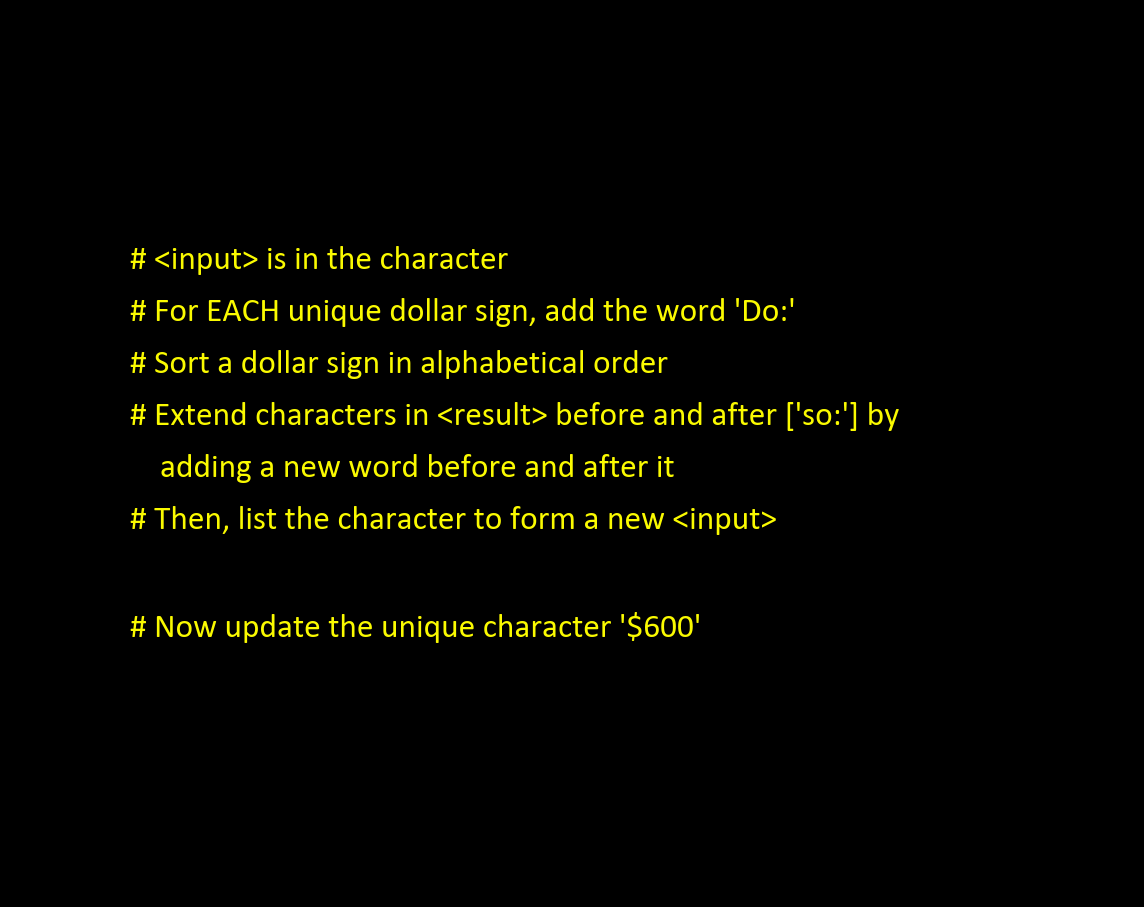 # <input> is in the character
# For EACH unique dollar sign, add the word 'Do:'
# Sort a dollar sign in alphabetical order
# Extend characters in <result> before and after ['so:'] by
adding a new word before and after it
# Then, list the character to form a new <input>
# Now update the unique character '$600'